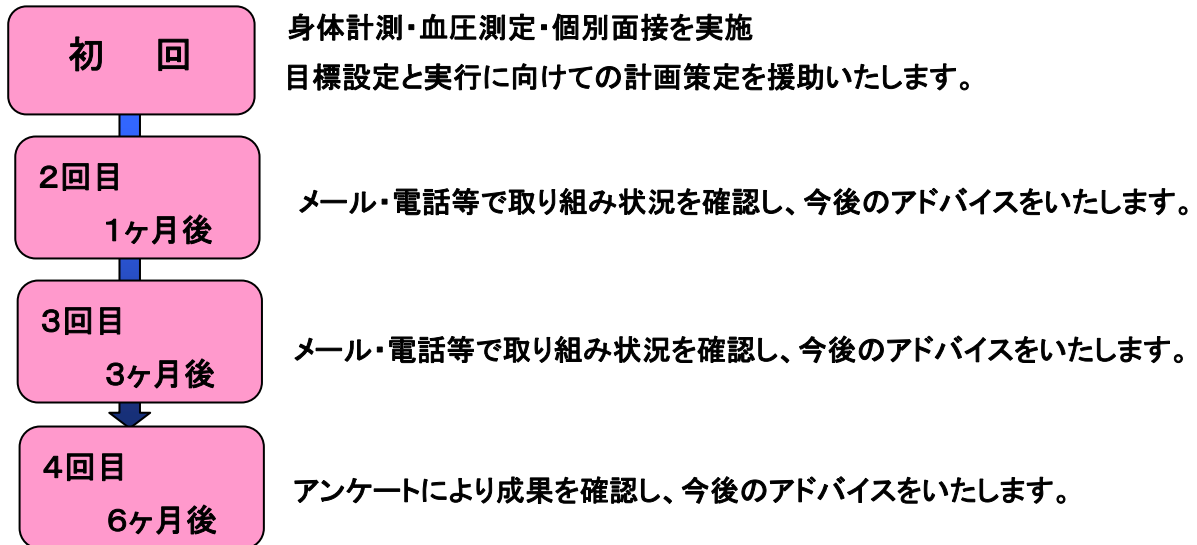 初　回
身体計測・血圧測定・個別面接を実施
目標設定と実行に向けての計画策定を援助いたします。
２回目
１ヶ月後
メール・電話等で取り組み状況を確認し、今後のアドバイスをいたします。
３回目
３ヶ月後
メール・電話等で取り組み状況を確認し、今後のアドバイスをいたします。
４回目
６ヶ月後
アンケートにより成果を確認し、今後のアドバイスをいたします。